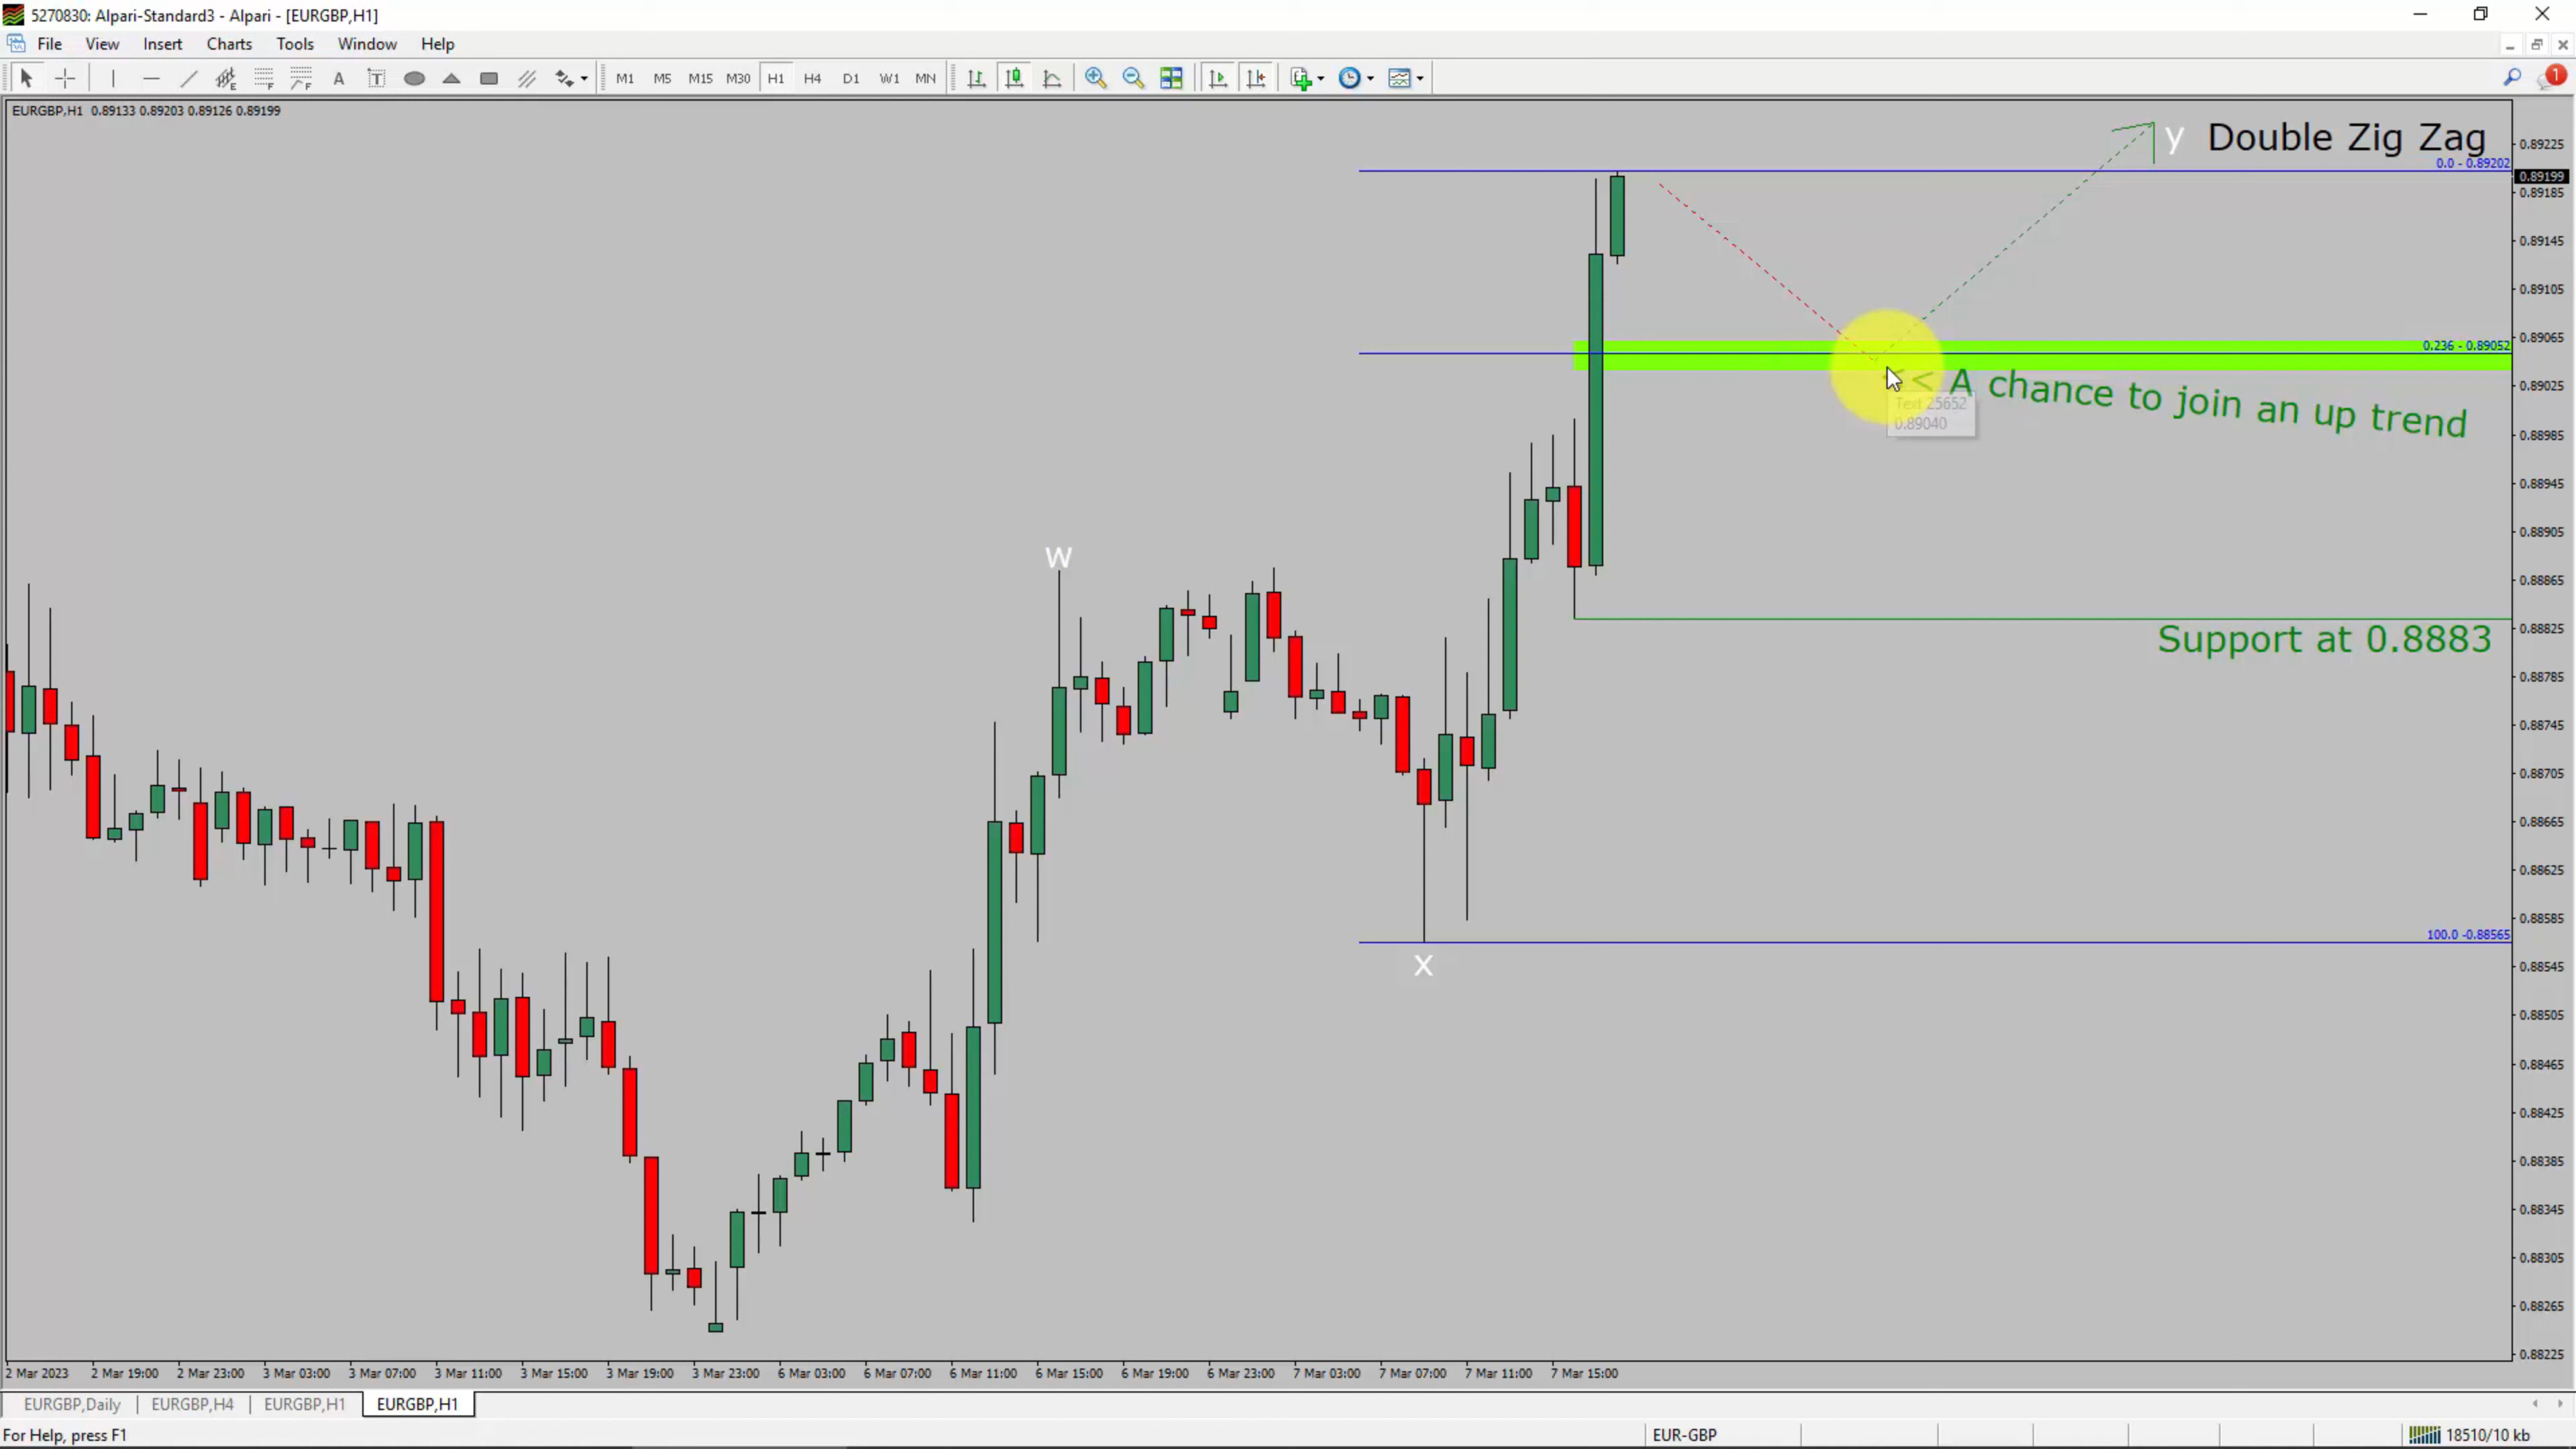 5270830: Alpari-Standard3 - Alpari - [EURGBP,H1]
File View Insert Charts Tools Window Help
A T M1 M5 M15 M30 H1 H4 D1 W1 MN 1
EURGBP,H1 0.89133 0.89203 0.89126 0.89199
y Double Zig Zag
0.89225
0.0 - 0.89202
0.89199
0.89185
0.89145
0.89105
0.89065
0.236 - 0.89052
0.89025
< A chance to join an up trend
Text 25652
0.89040
0.88985
0.88945
0.88905
w
0.88865
0.88825
Support at 0.8883
0.88785
0.88745
0.88705
0.88665
0.88625
0.88585
100.0 -0.88565
0.88545
x
0.88505
0.88465
0.88425
0.88385
0.88345
0.88305
0.88265
0.88225
2 Mar 2023 2 Mar 19:00 2 Mar 23:00 3 Mar 03:00 3 Mar 07:00 3 Mar 11:00 3 Mar 15:00 3 Mar 19:00 3 Mar 23:00 6 Mar 03:00 6 Mar 07:00 6 Mar 11:00 6 Mar 15:00 6 Mar 19:00 6 Mar 23:00 7 Mar 03:00 7 Mar 07:00 7 Mar 11:00 7 Mar 15:00
EURGBP,Daily EURGBP,H4 EURGBP,H1 EURGBP,H1
For Help, press F1 EUR-GBP 18510/10 kb